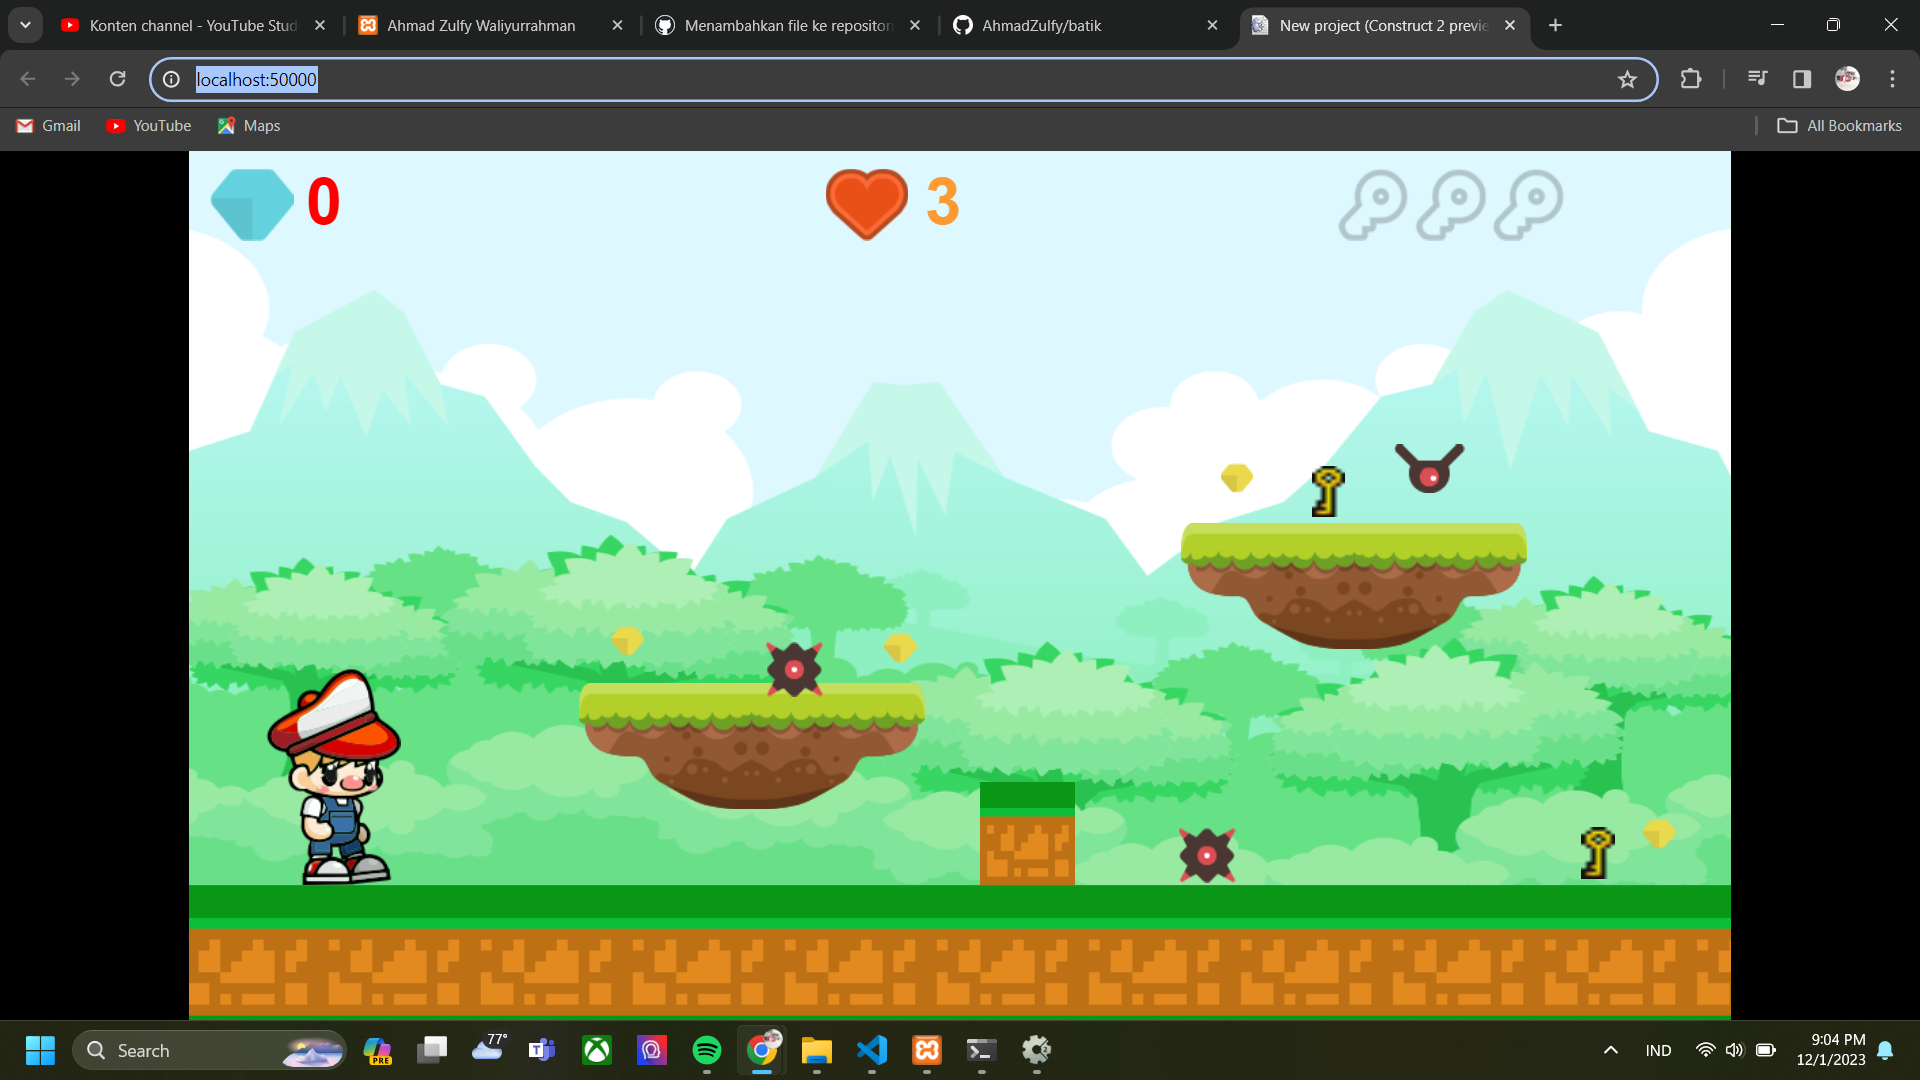 Konten channel - YouTube Stud
Ahmad Zulfy Waliyurrahman
Menambahkan file ke repositori
AhmadZulfy/batik
New project (Construct 2 previe
localhost:50000
Gmail
YouTube
Maps
All Bookmarks
0
3
Search
PRE
77°
IND
9:04 PM
12/1/2023